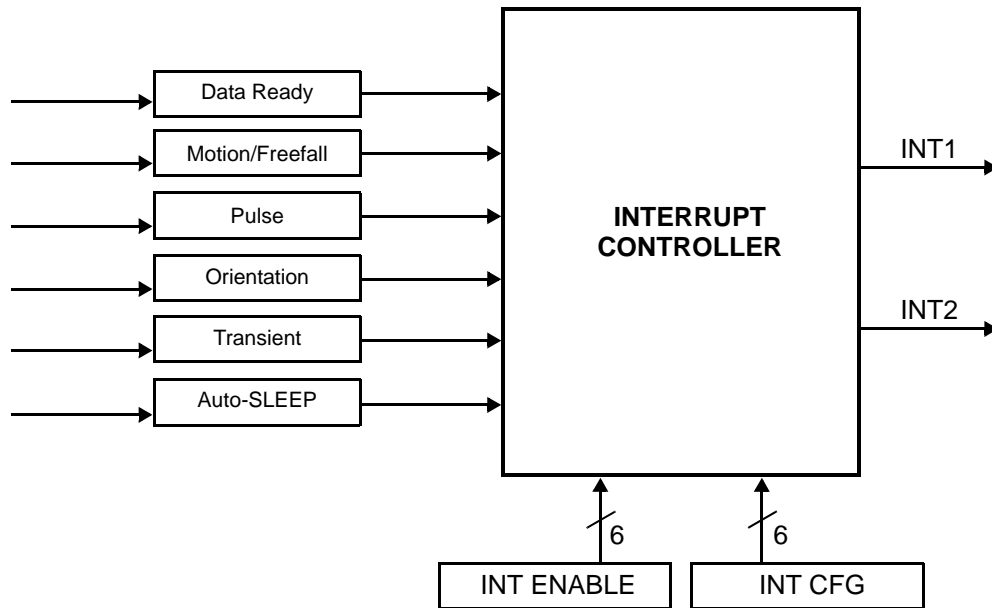 Data Ready
Motion/Freefall
Pulse
Orientation
Transient
Auto-SLEEP
INTERRUPT
CONTROLLER
INT1
INT2
6
6
INT ENABLE
INT CFG